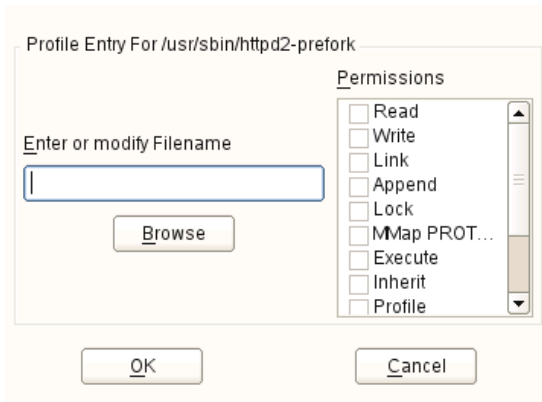 Profile Entry For /usr/sbin/httpd2-prefork
Enter or modify Filename
Browse
Permissions
Read
Write
Link
Append
Lock
MMap PROT...
Execute
Inherit
Profile
OK
Cancel